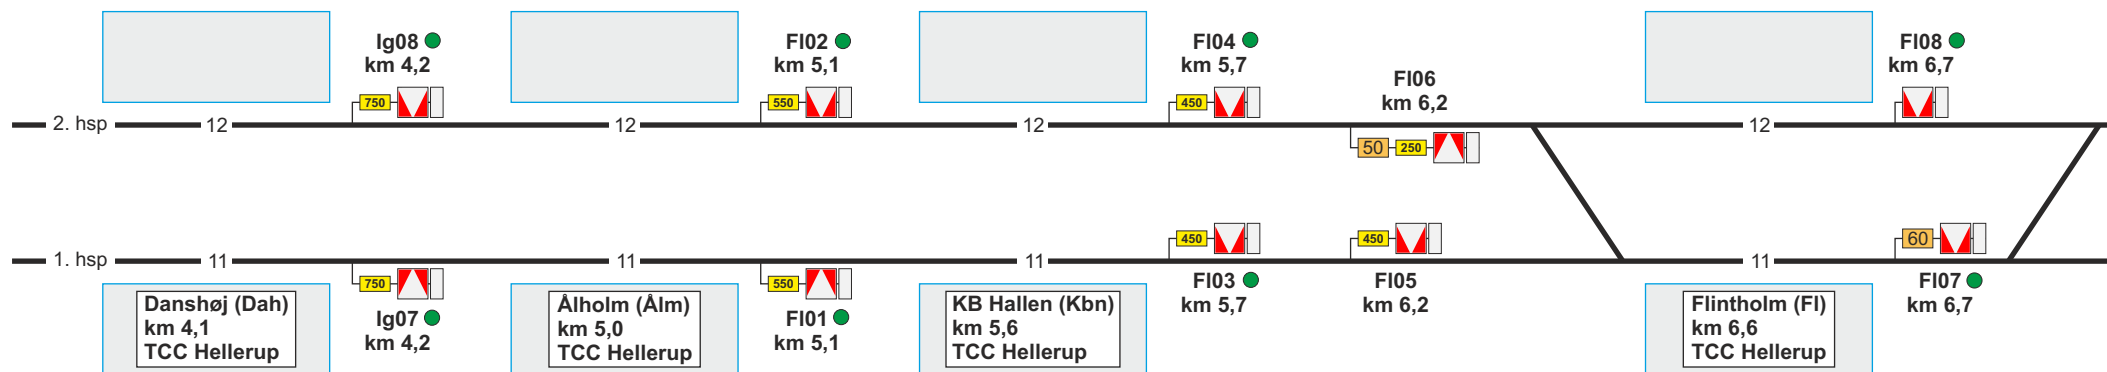 Ig08
km 4,2
Fl02
km 5,1
Fl04
km 5,7
Fl06
km 6,2
Fl08
km 6,7
750
550
450
2. hsp
12
12
12
12
50
250
450
450
60
1. hsp
11
11
11
11
750
550
Danshøj (Dah)
km 4,1
TCC Hellerup
Ig07
km 4,2
Ålholm (Ålm)
km 5,0
TCC Hellerup
Fl01
km 5,1
KB Hallen (Kbn)
km 5,6
TCC Hellerup
Fl03
km 5,7
Fl05
km 6,2
Flintholm (Fl)
km 6,6
TCC Hellerup
Fl07
km 6,7